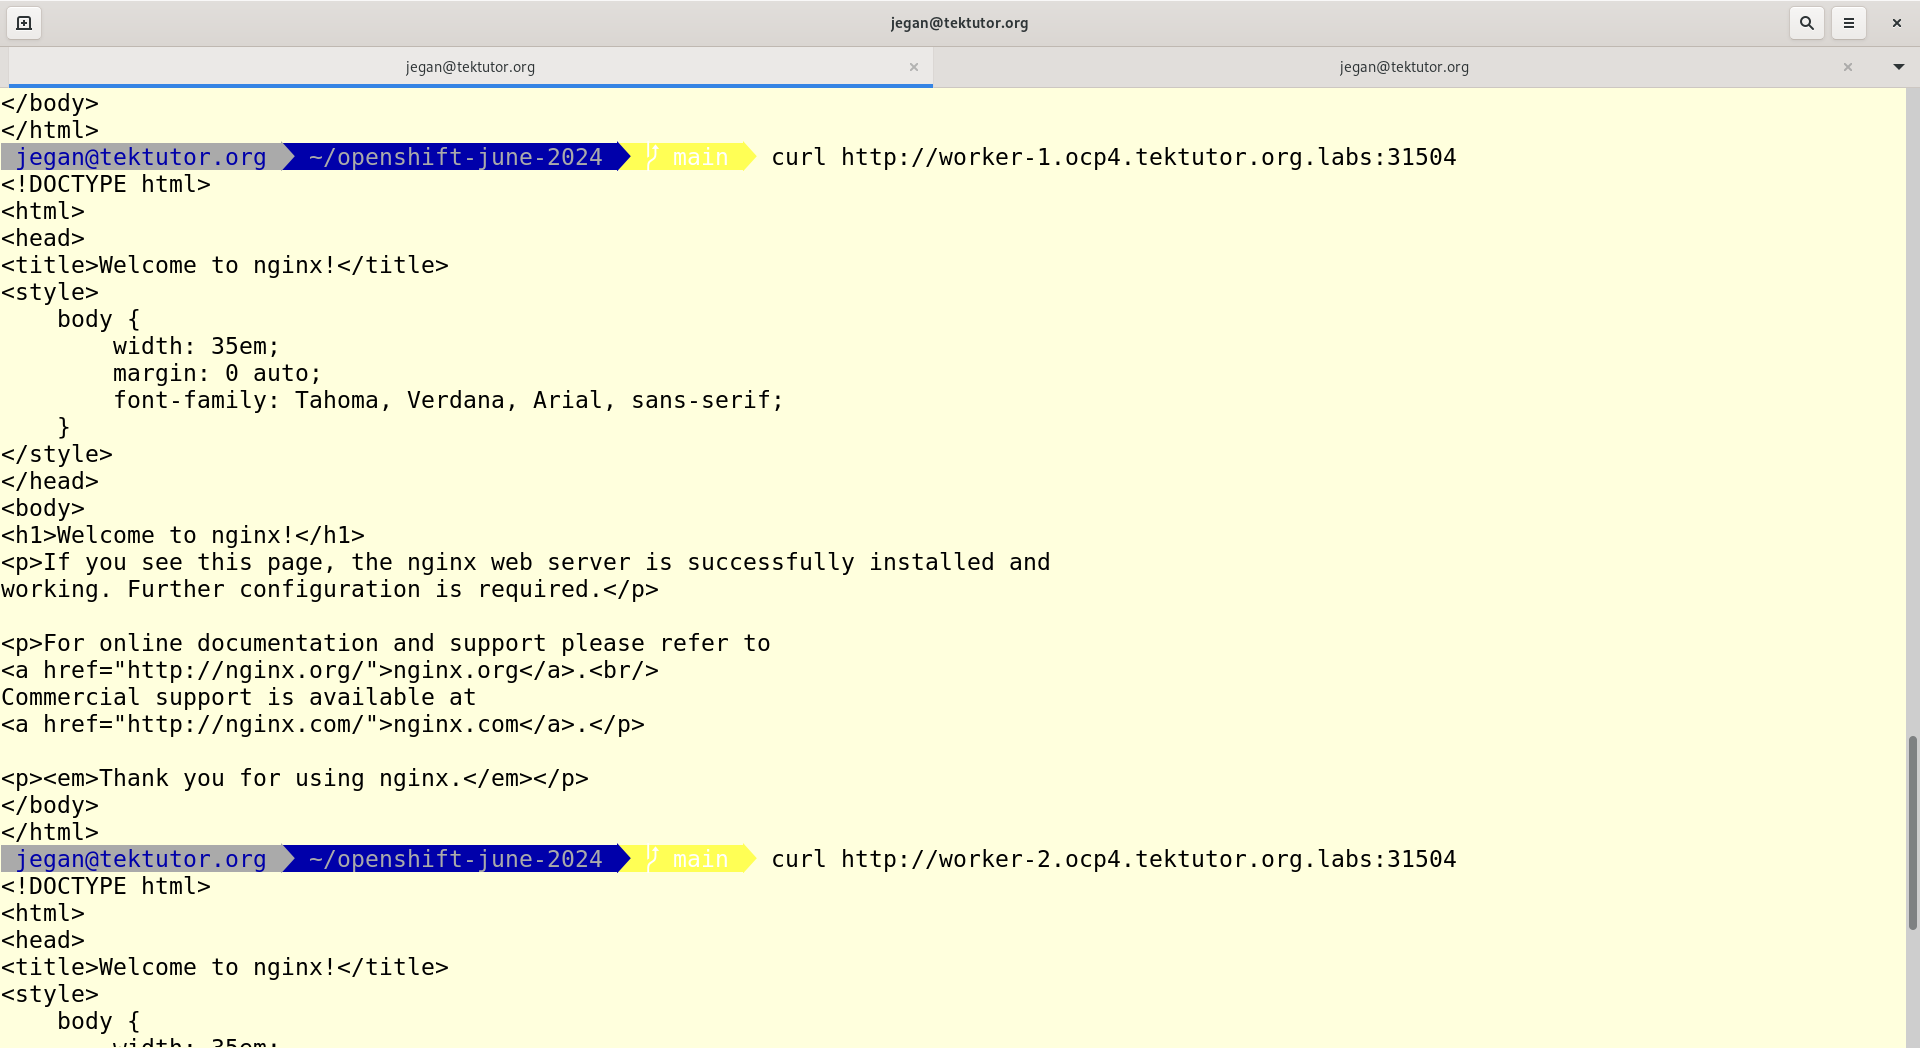 jegan@tektutor.org
jegan@tektutor.org
jegan@tektutor.org
</body>
</html>
jegan@tektutor.org ~/openshift-june-2024 main curl http://worker-1.ocp4.tektutor.org.labs:31504
<!DOCTYPE html>
<html>
<head>
<title>Welcome to nginx!</title>
<style>
    body {
        width: 35em;
        margin: 0 auto;
        font-family: Tahoma, Verdana, Arial, sans-serif;
    }
</style>
</head>
<body>
<h1>Welcome to nginx!</h1>
<p>If you see this page, the nginx web server is successfully installed and
working. Further configuration is required.</p>

<p>For online documentation and support please refer to
<a href="http://nginx.org/">nginx.org</a>.<br/>
Commercial support is available at
<a href="http://nginx.com/">nginx.com</a>.</p>

<p><em>Thank you for using nginx.</em></p>
</body>
</html>
jegan@tektutor.org ~/openshift-june-2024 main curl http://worker-2.ocp4.tektutor.org.labs:31504
<!DOCTYPE html>
<html>
<head>
<title>Welcome to nginx!</title>
<style>
    body {
        width: 35em;